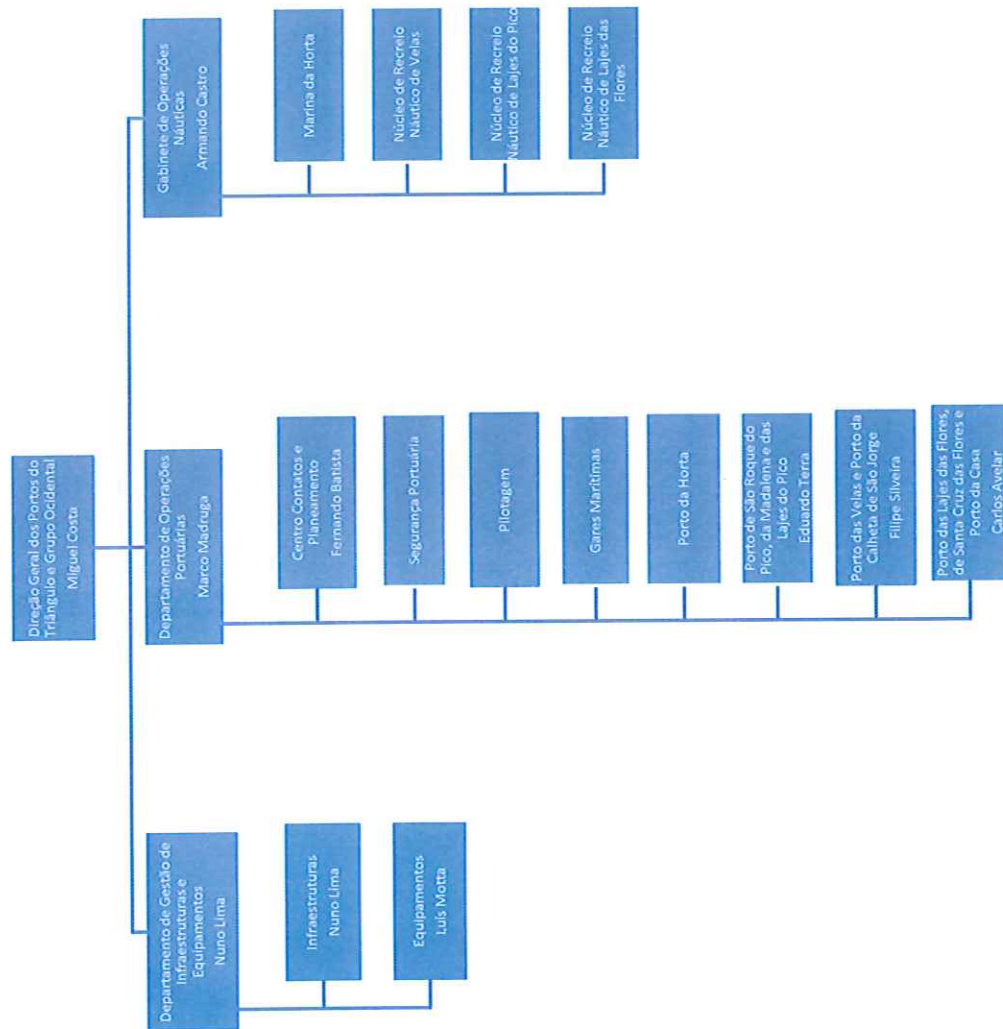 Direção Geral dos Portos do
Triângulo e Grupo Ocidental
Miguel Costa
Departamento de Gestão de
Infraestruturas e
Equipamentos
Nuno Lima
Infraestruturas
Nuno Lima
Equipamentos
Luís Motta
Departamento de Operações
Portuárias
Marco Madruga
Centro Contatos e
Planeamento
Fernando Batista
Segurança Portuária
Pilotagem
Gares Marítimas
Porto da Horta
Porto de São Roque do
Pico, da Madalena e das
Lajes do Pico
Eduardo Terra
Porto das Velas e Porto da
Calheta de São Jorge
Filipe Silveira
Porto das Lajes das Flores,
de Santa Cruz das Flores e
Porto da Casa
Carlos Avelar
Gabinete de Operações
Náuticas
Armando Castro
Marina da Horta
Núcleo de Recreio
Náutico de Velas
Núcleo de Recreio
Náutico de Lajes do Pico
Núcleo de Recreio
Náutico de Lajes das
Flores